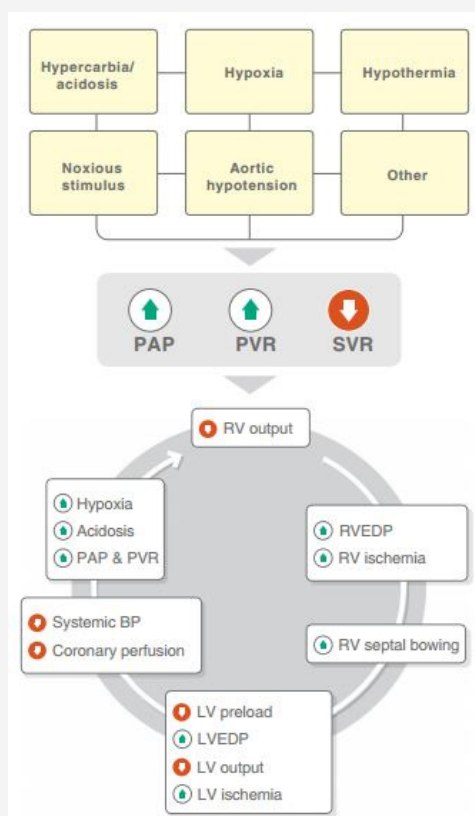 Hypercarbia/
acidosis
Hypoxia
Hypothermia
Noxious
stimulus
Aortic
hypotension
Other
PAP
PVR
SVR
RV output
RVEDP
RV ischemia
RV septal bowing
LV preload
LVEDP
LV output
LV ischemia
Systemic BP
Coronary perfusion
Hypoxia
Acidosis
PAP & PVR